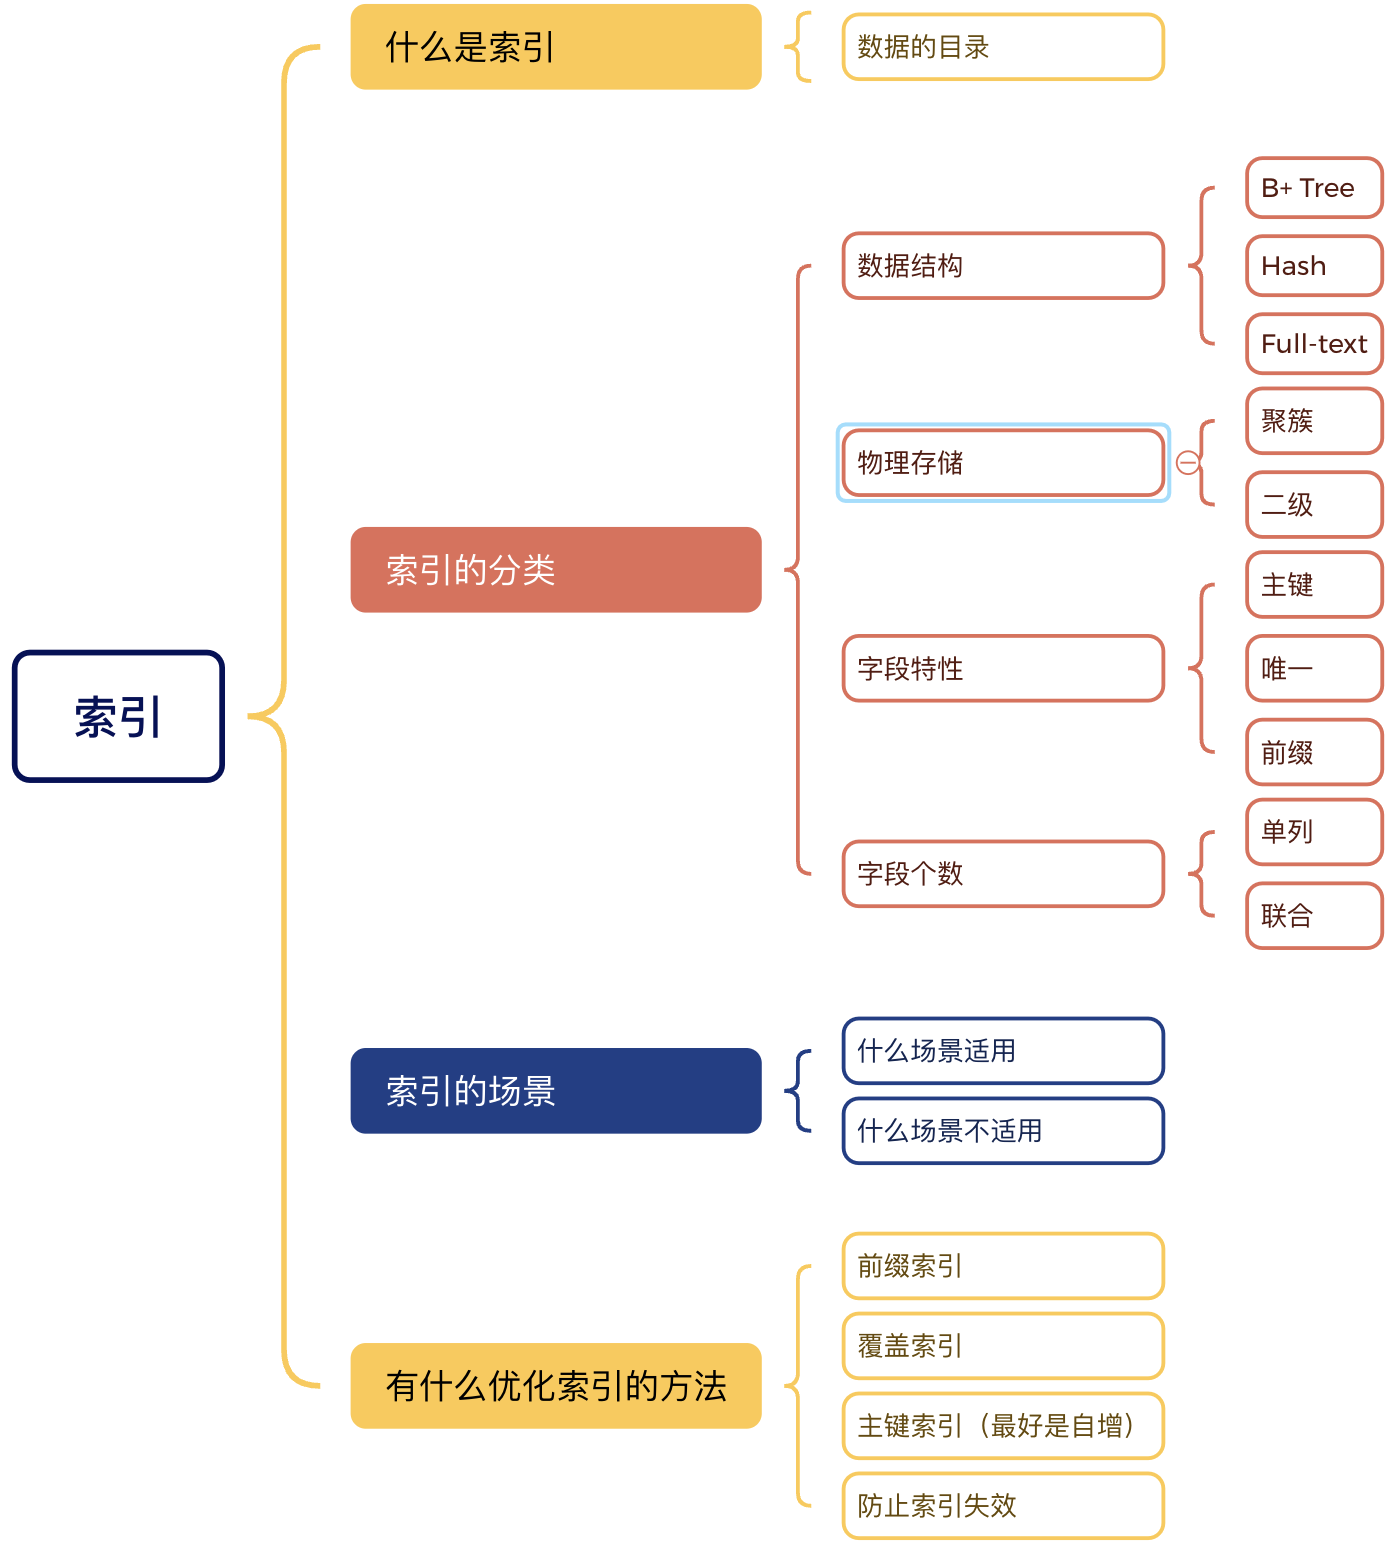 索引
什么是索引
数据的目录
索引的分类
数据结构
B+ Tree
Hash
Full-text
物理存储
聚簇
二级
字段特性
主键
唯一
前缀
字段个数
单列
联合
索引的场景
什么场景适用
什么场景不适用
有什么优化索引的方法
前缀索引
覆盖索引
主键索引（最好是自增）
防止索引失效